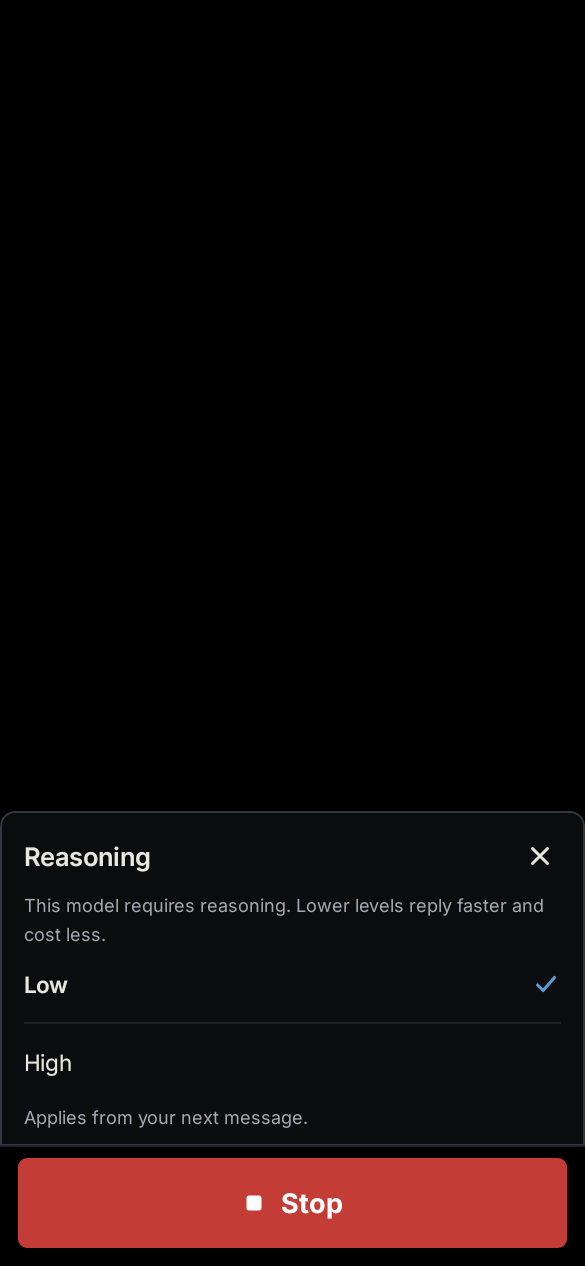 Reasoning
This model requires reasoning. Lower levels reply faster and
cost less.
Low
High
Applies from your next message.
Stop